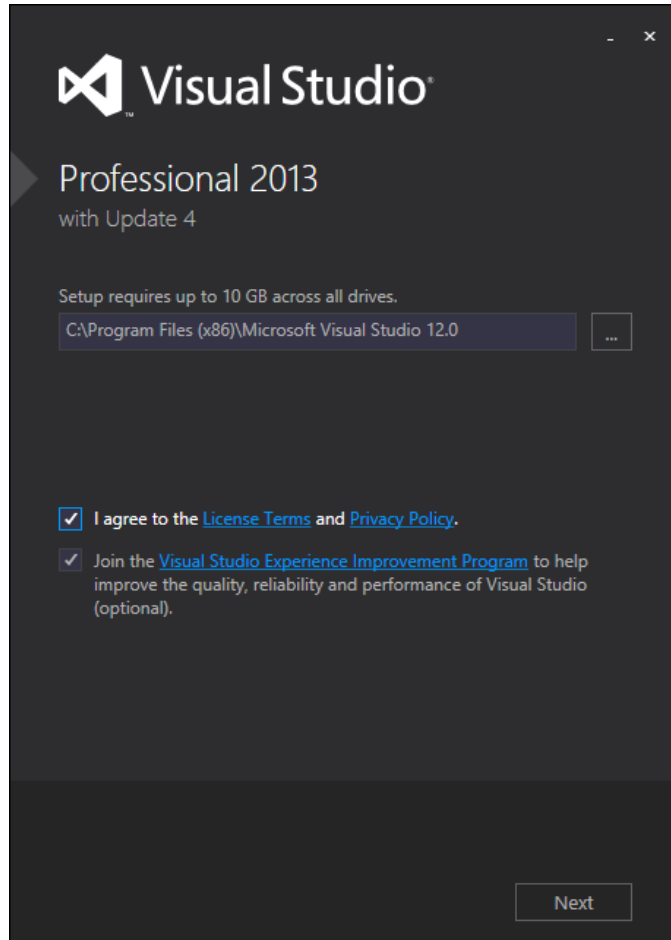 Visual Studio®
™
Professional 2013
with Update 4
Setup requires up to 10 GB across all drives.
C:\Program Files (x86)\Microsoft Visual Studio 12.0
...
I agree to the License Terms and Privacy Policy.
Join the Visual Studio Experience Improvement Program to help
improve the quality, reliability and performance of Visual Studio
(optional).
Next